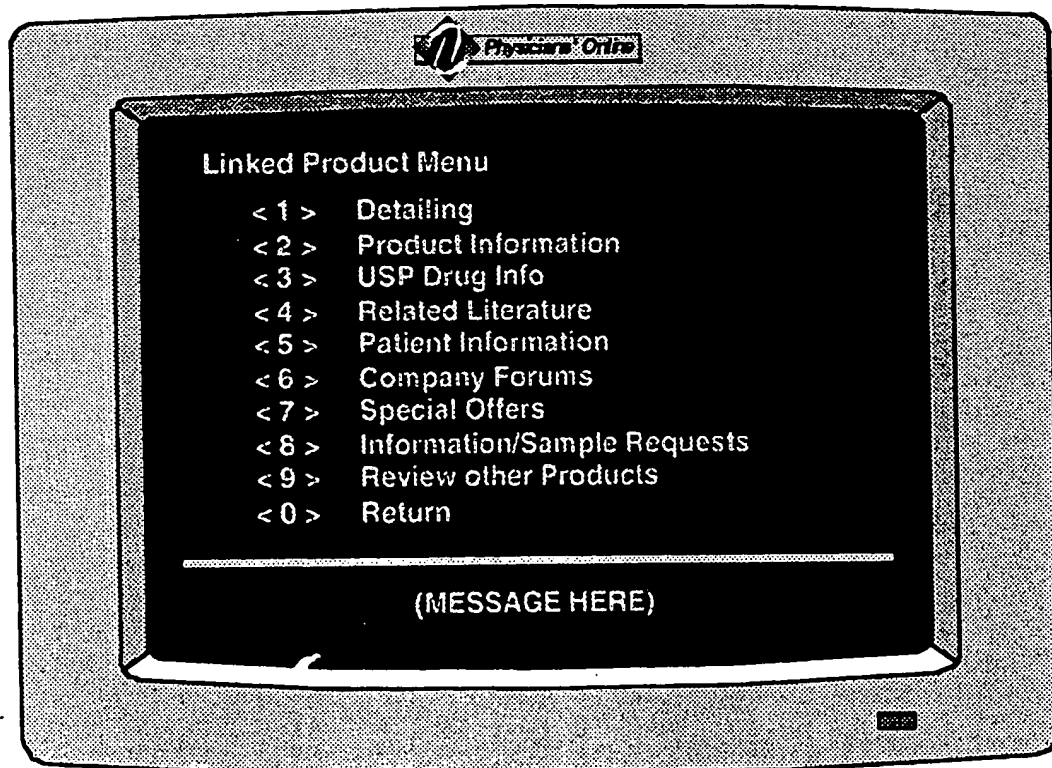 Physicians' Online
Linked Product Menu
< 1 > Detailing
< 2 > Product Information
< 3 > USP Drug Info
< 4 > Related Literature
< 5 > Patient Information
< 6 > Company Forums
< 7 > Special Offers
< 8 > Information/Sample Requests
< 9 > Review other Products
< 0 > Return
(MESSAGE HERE)